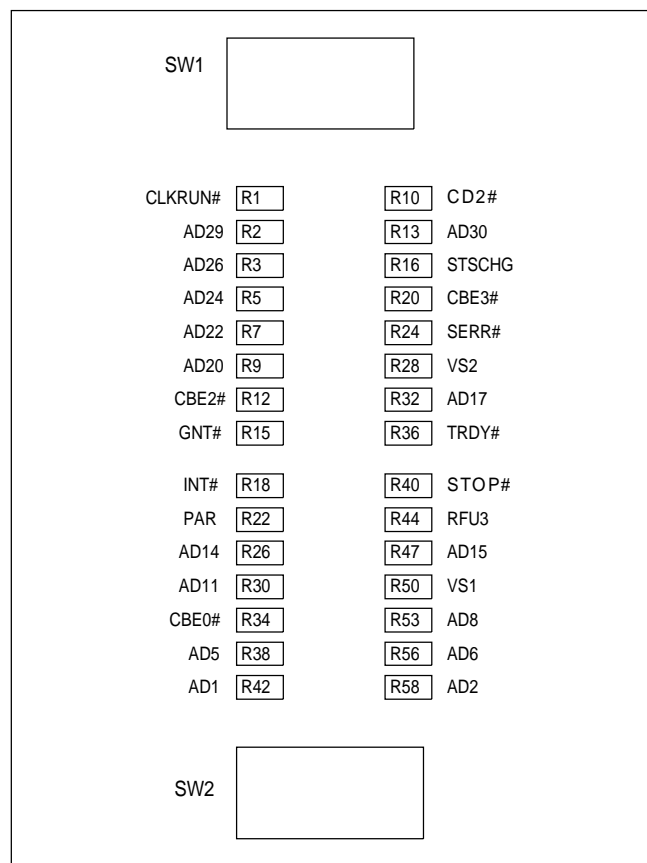 SW1
CLKRUN# R1 R10 CD2#
AD29 R2 R13 AD30
AD26 R3 R16 STSCHG
AD24 R5 R20 CBE3#
AD22 R7 R24 SERR#
AD20 R9 R28 VS2
CBE2# R12 R32 AD17
GNT# R15 R36 TRDY#
INT# R18 R40 STOP#
PAR R22 R44 RFU3
AD14 R26 R47 AD15
AD11 R30 R50 VS1
CBE0# R34 R53 AD8
AD5 R38 R56 AD6
AD1 R42 R58 AD2
SW2